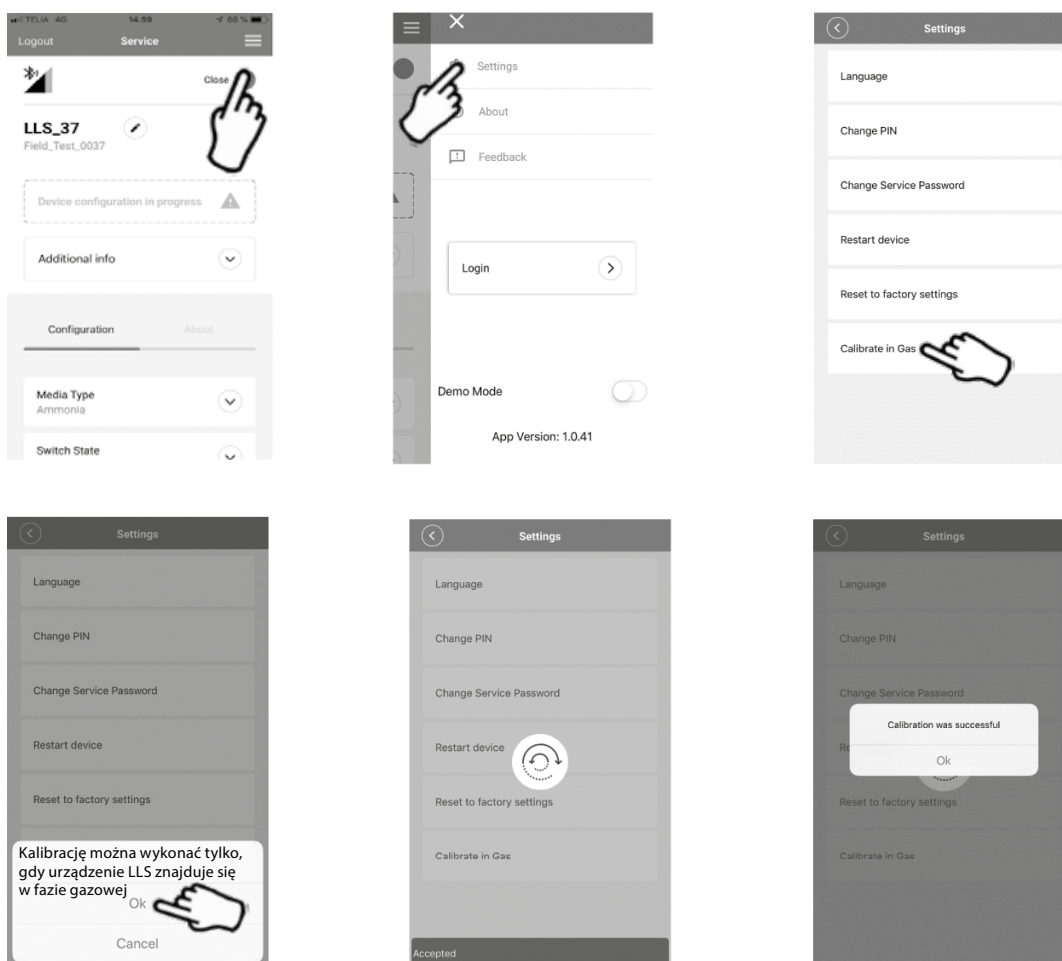 TELIA 4G 14.59 66 %
Logout Service
Close
LLS_37
Field_Test_0037
Device configuration in progress
Additional info
Configuration About
Media Type
Ammonia
Switch State
Settings
About
Feedback
Login
Demo Mode
App Version: 1.0.41
Settings
Language
Change PIN
Change Service Password
Restart device
Reset to factory settings
Calibrate in Gas
Settings
Language
Change PIN
Change Service Password
Restart device
Reset to factory settings
Kalibrację można wykonać tylko,
gdy urządzenie LLS znajduje się
w fazie gazowej
Ok
Cancel
Settings
Language
Change PIN
Change Service Password
Restart device
Reset to factory settings
Calibrate in Gas
Accepted
Settings
Language
Change PIN
Change Service Password
Calibration was successful
Re
Ok
Reset to factory settings
Calibrate in Gas